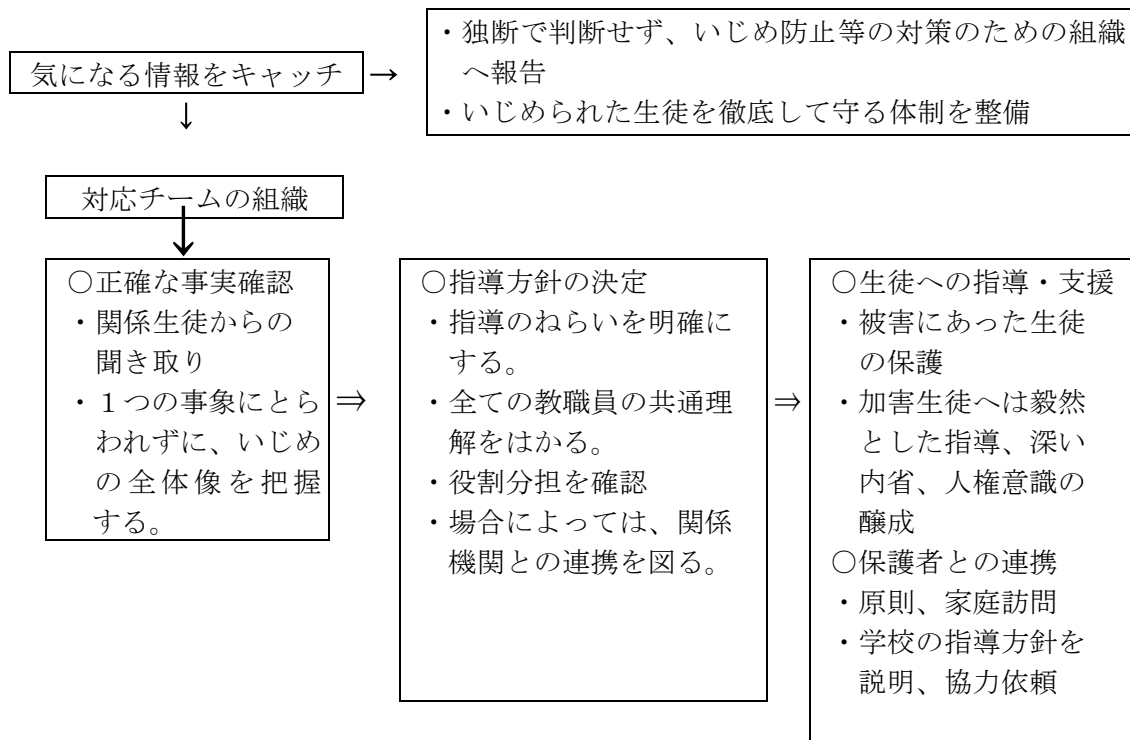 ・独断で判断せず、いじめ防止等の対策のための組織
へ報告
・いじめられた生徒を徹底して守る体制を整備
気になる情報をキャッチ
→
↓
対応チームの組織
○正確な事実確認
・関係生徒からの
聞き取り
・１つの事象にとら
われずに、いじめ
の全体像を把握
する。
⇒
○指導方針の決定
・指導のねらいを明確に
する。
・全ての教職員の共通理
解をはかる。
・役割分担を確認
・場合によっては、関係
機関との連携を図る。
⇒
○生徒への指導・支援
・被害にあった生徒
の保護
・加害生徒へは毅然
とした指導、深い
内省、人権意識の
醸成
○保護者との連携
・原則、家庭訪問
・学校の指導方針を
説明、協力依頼